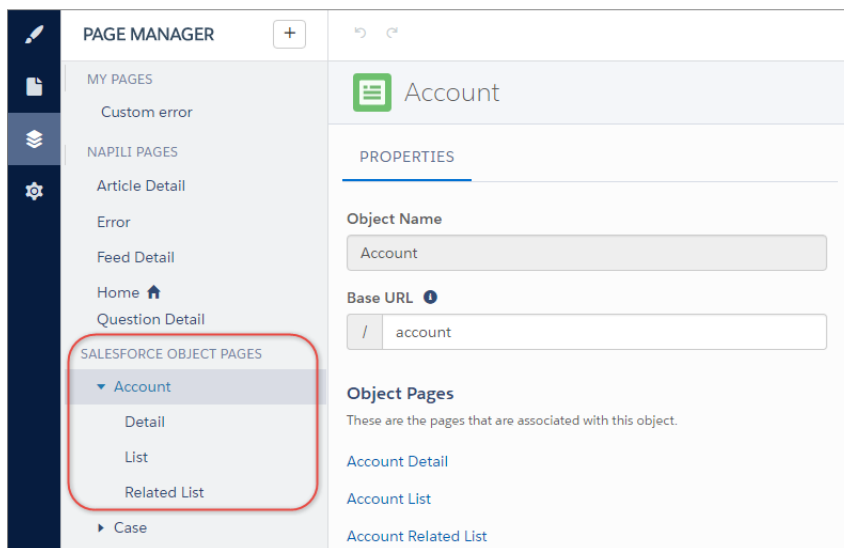 PAGE MANAGER
+
MY PAGES
Custom error
NAPILI PAGES
Article Detail
Error
Feed Detail
Home
Question Detail
SALESFORCE OBJECT PAGES
Account
Detail
List
Related List
Case
Account
PROPERTIES
Object Name
Account
Base URL
/ account
Object Pages
These are the pages that are associated with this object.
Account Detail
Account List
Account Related List